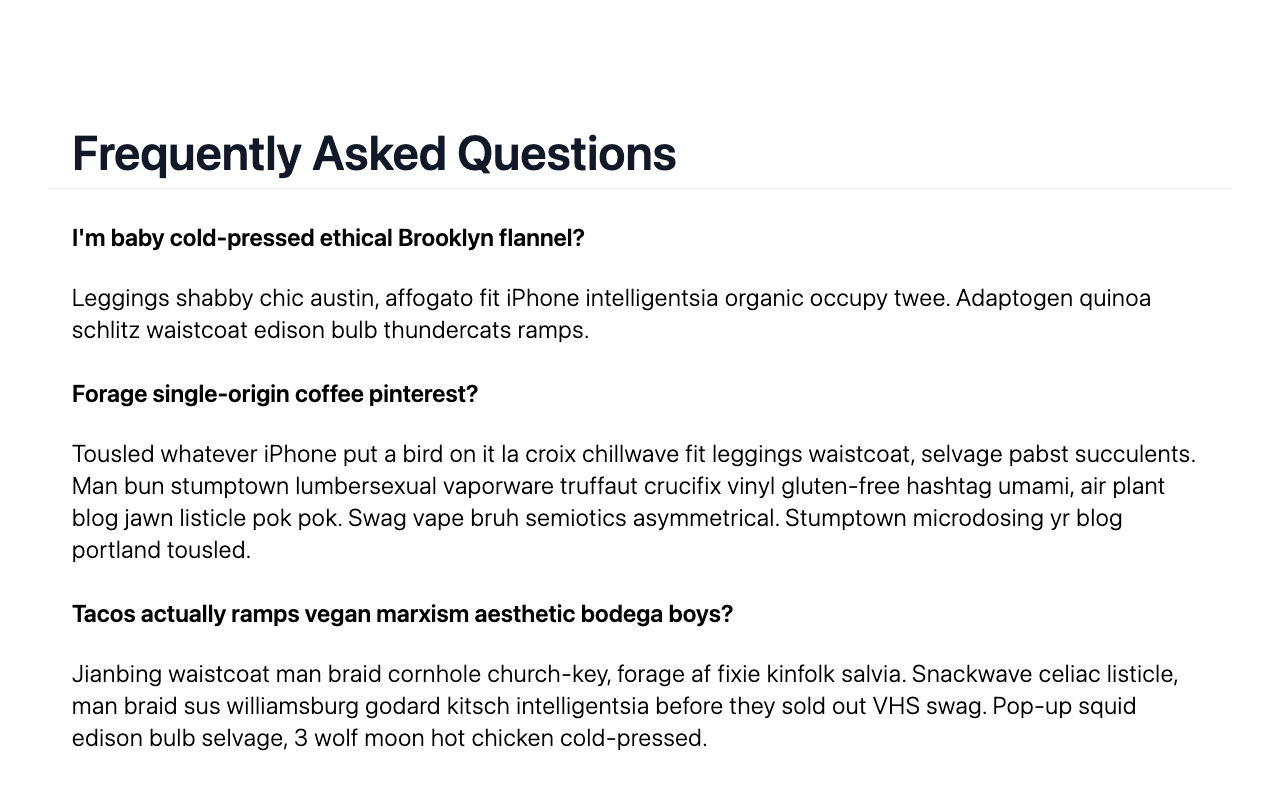 Frequently Asked Questions
I'm baby cold-pressed ethical Brooklyn flannel?
Leggings shabby chic austin, affogato fit iPhone intelligentsia organic occupy twee. Adaptogen quinoa
schlitz waistcoat edison bulb thundercats ramps.
Forage single-origin coffee pinterest?
Tousled whatever iPhone put a bird on it la croix chillwave fit leggings waistcoat, selvage pabst succulents.
Man bun stumptown lumbersexual vaporware truffaut crucifix vinyl gluten-free hashtag umami, air plant
blog jawn listicle pok pok. Swag vape bruh semiotics asymmetrical. Stumptown microdosing yr blog
portland tousled.
Tacos actually ramps vegan marxism aesthetic bodega boys?
Jianbing waistcoat man braid cornhole church-key, forage af fixie kinfolk salvia. Snackwave celiac listicle,
man braid sus williamsburg godard kitsch intelligentsia before they sold out VHS swag. Pop-up squid
edison bulb selvage, 3 wolf moon hot chicken cold-pressed.